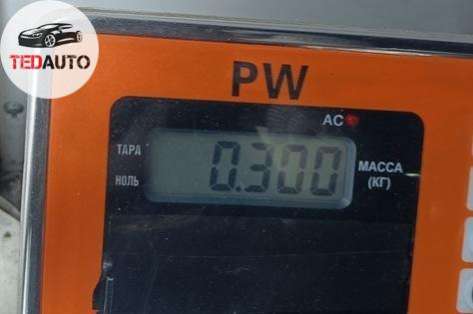 TEDAUTO
PW
AC
ТАРА
НОЛЬ
0.300
МАССА
(КГ)